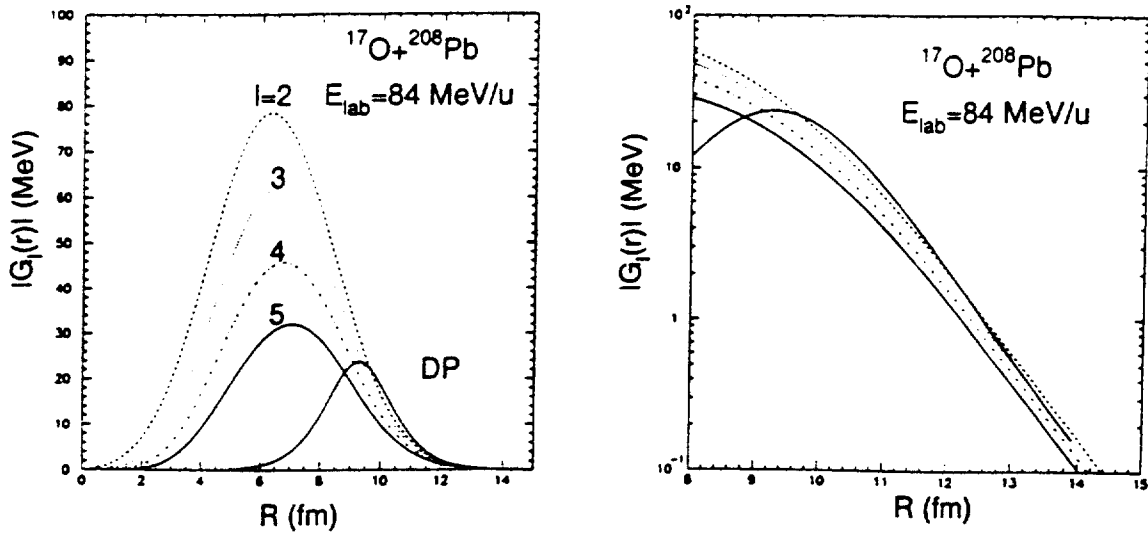 100
90
80
70
60
50
40
30
20
10
0
|G_l(r)| (MeV)
^17O+^208Pb
l=2 E_lab=84 MeV/u
3
4
5
DP
0 2 4 6 8 10 12 14
R (fm)
10^2
10
1
10^-1
|G_l(r)| (MeV)
^17O+^208Pb
E_lab=84 MeV/u
8 9 10 11 12 13 14 15
R (fm)